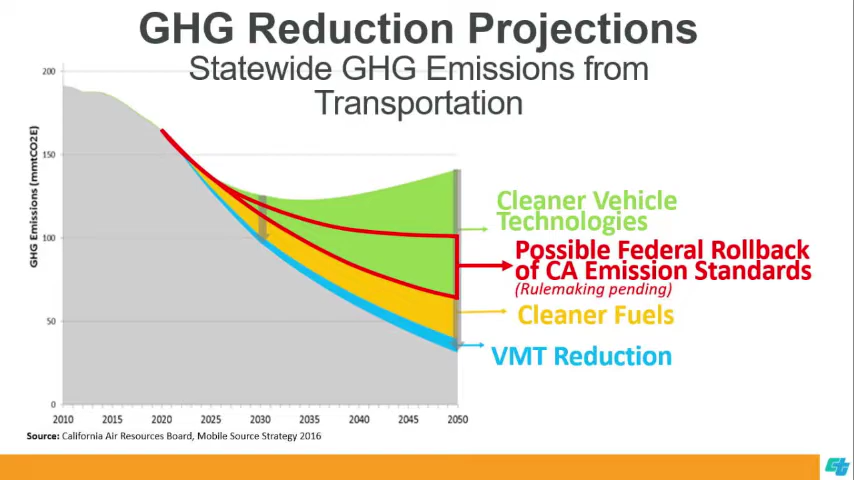 GHG Reduction Projections
Statewide GHG Emissions from
Transportation
GHG Emissions (mmtCO2E)
200
150
100
50
0
2010 2015 2020 2025 2030 2035 2040 2045 2050
Cleaner Vehicle
Technologies
Possible Federal Rollback
of CA Emission Standards
(Rulemaking pending)
Cleaner Fuels
VMT Reduction
Source: California Air Resources Board, Mobile Source Strategy 2016
ct